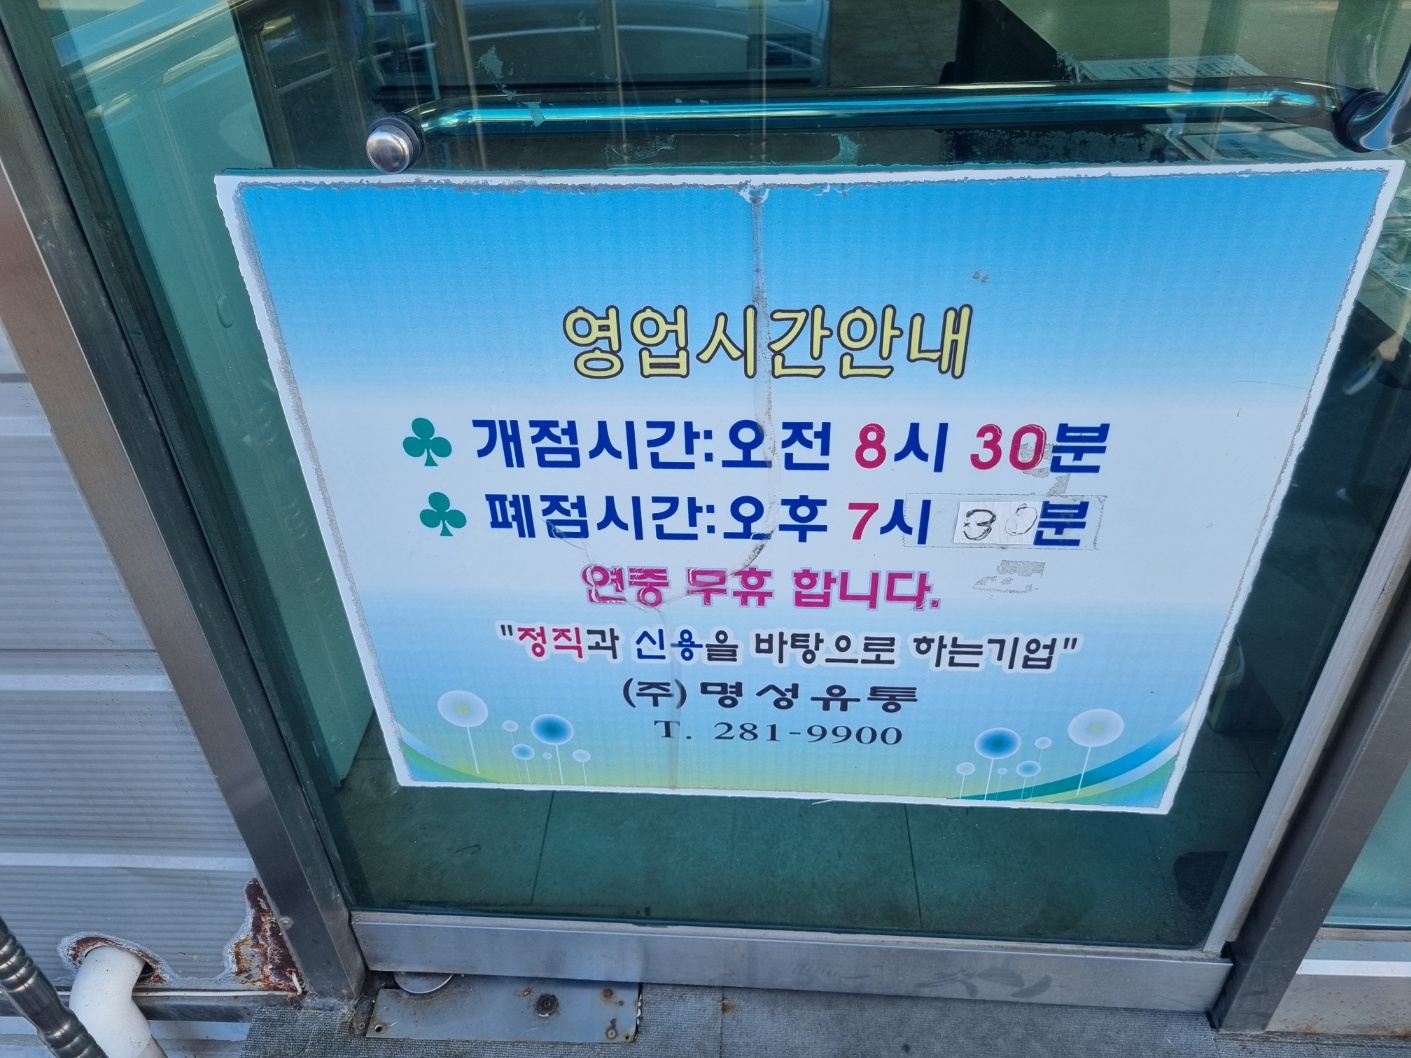 영업시간안내
♣ 개점시간:오전 8시 30분
♣ 폐점시간:오후 7시 30분
연중 무휴 합니다.
"정직과 신용을 바탕으로 하는기업"
(주)명성유통
T. 281-9900